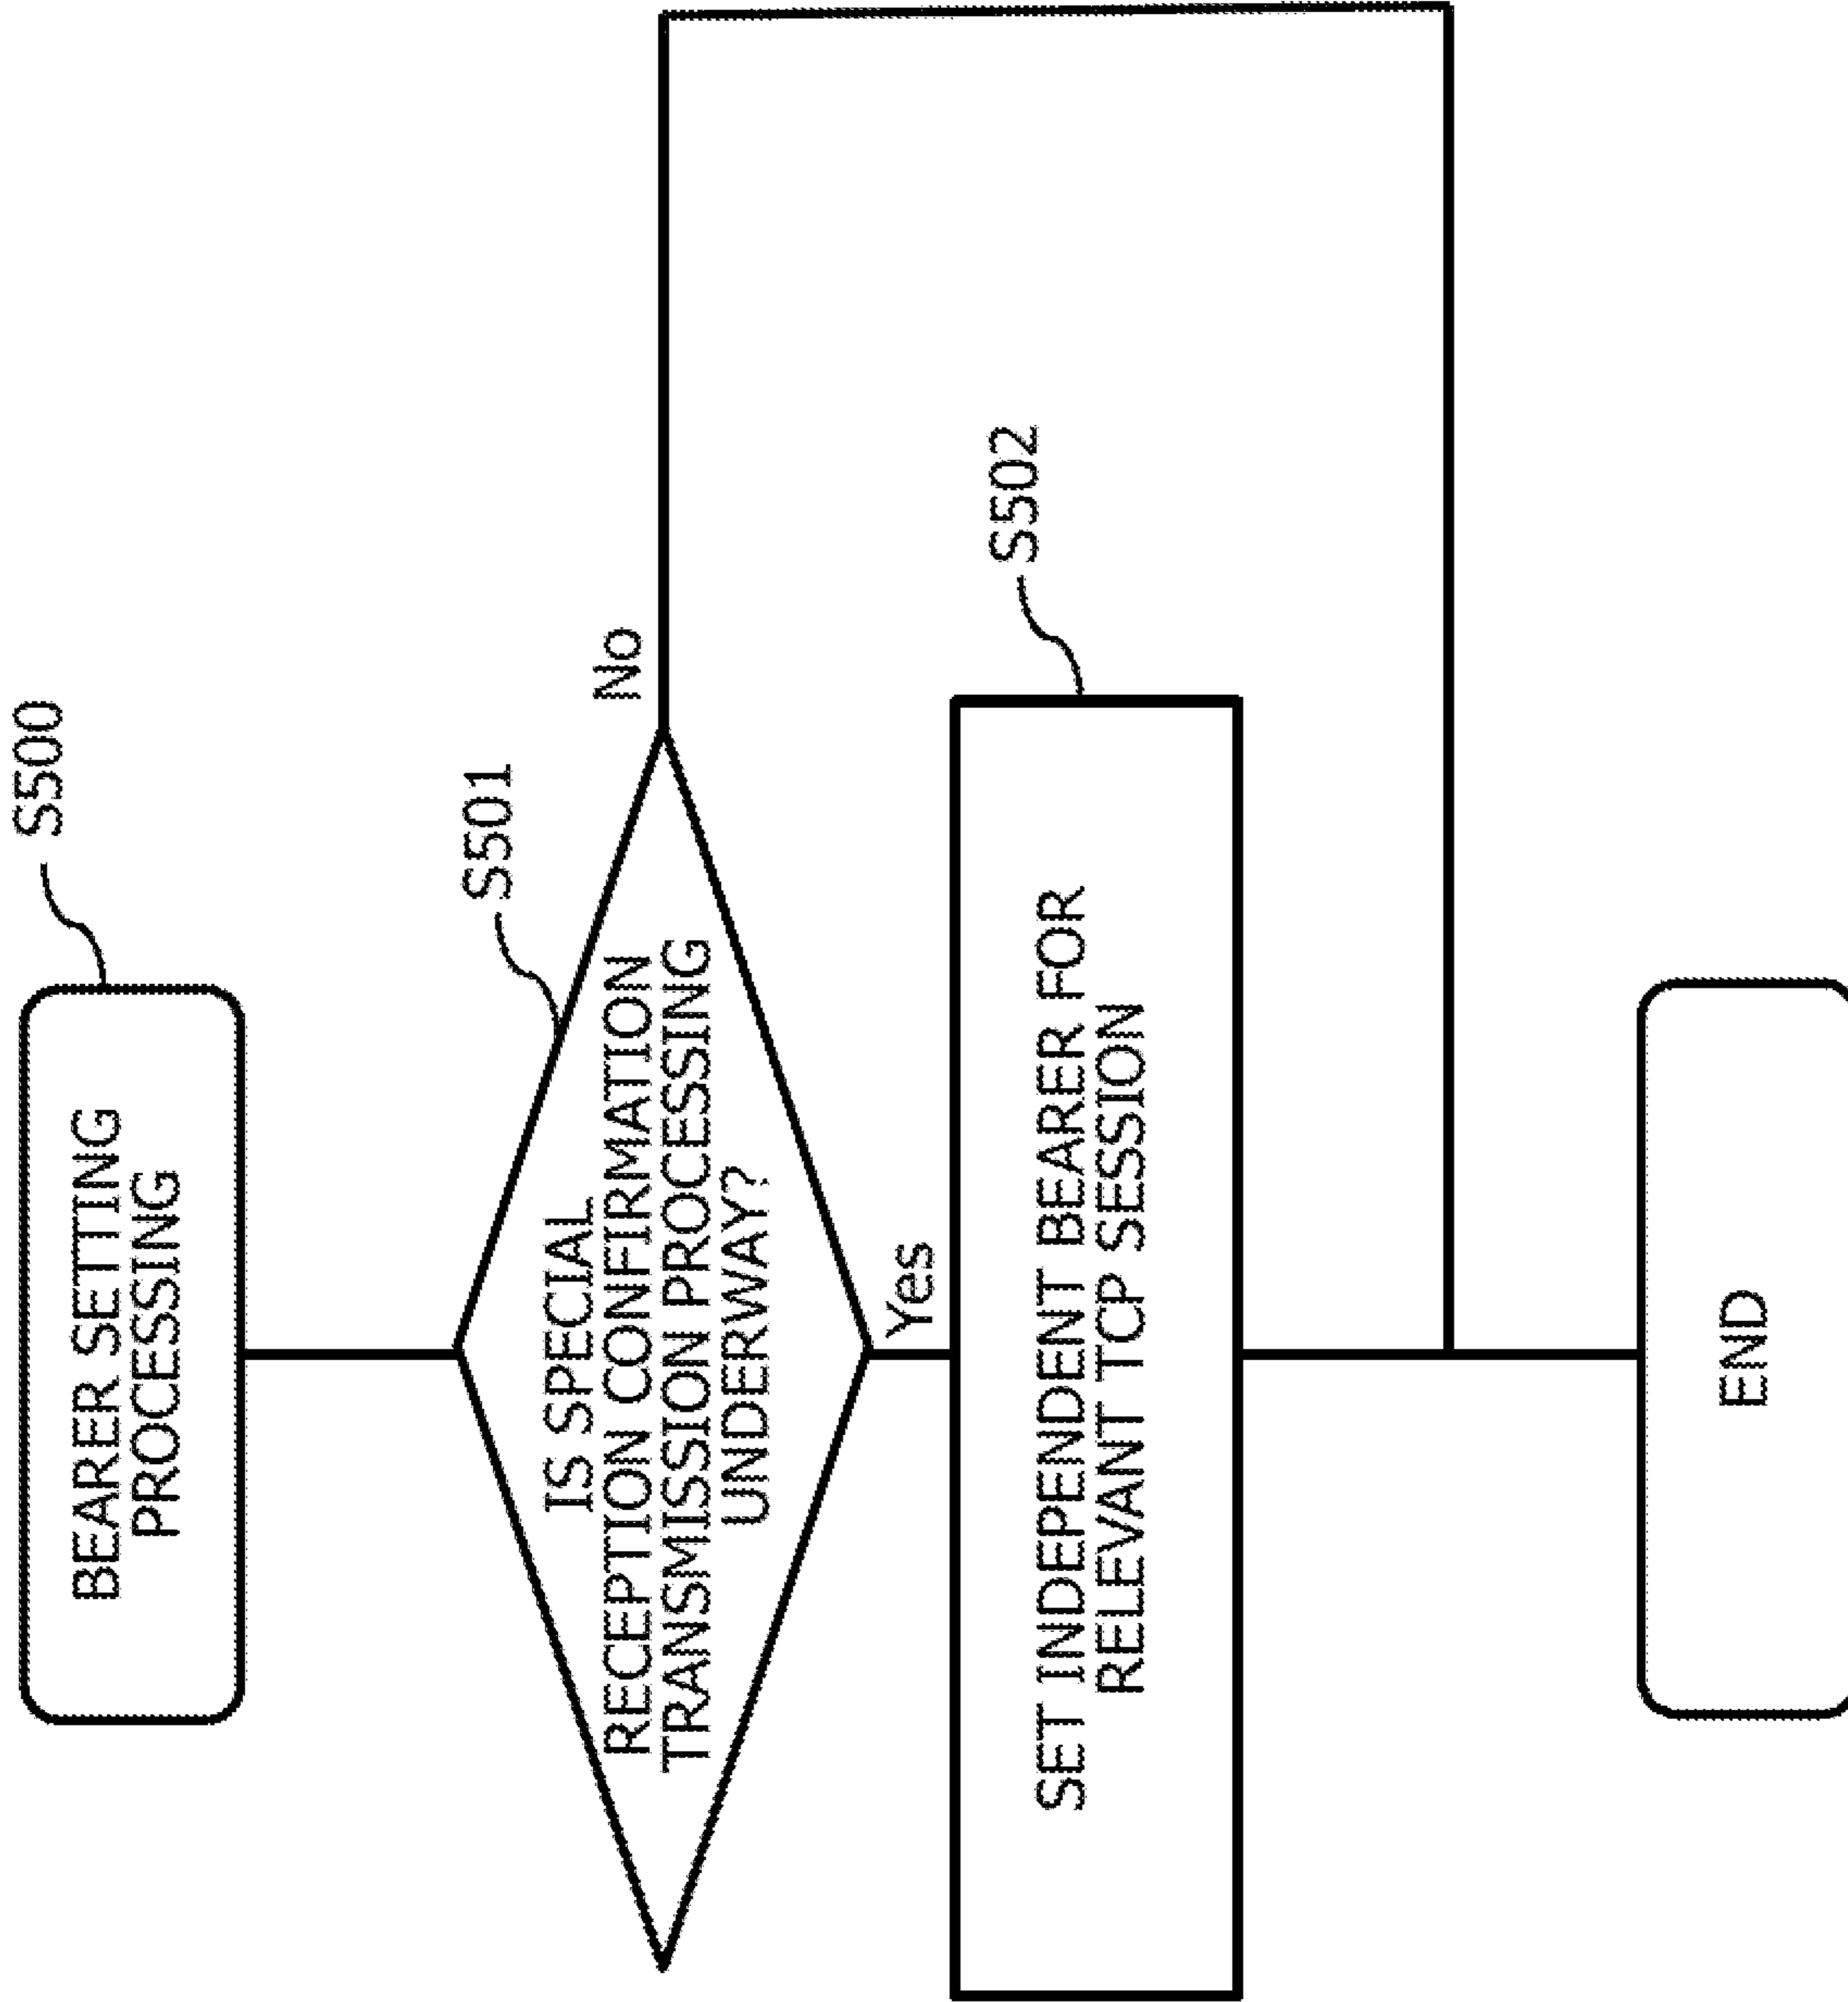 S500
BEARER SETTING
PROCESSING
S501
IS SPECIAL
RECEPTION CONFIRMATION
TRANSMISSION PROCESSING
UNDERWAY?
No
Yes
S502
SET INDEPENDENT BEARER FOR
RELEVANT TCP SESSION
END